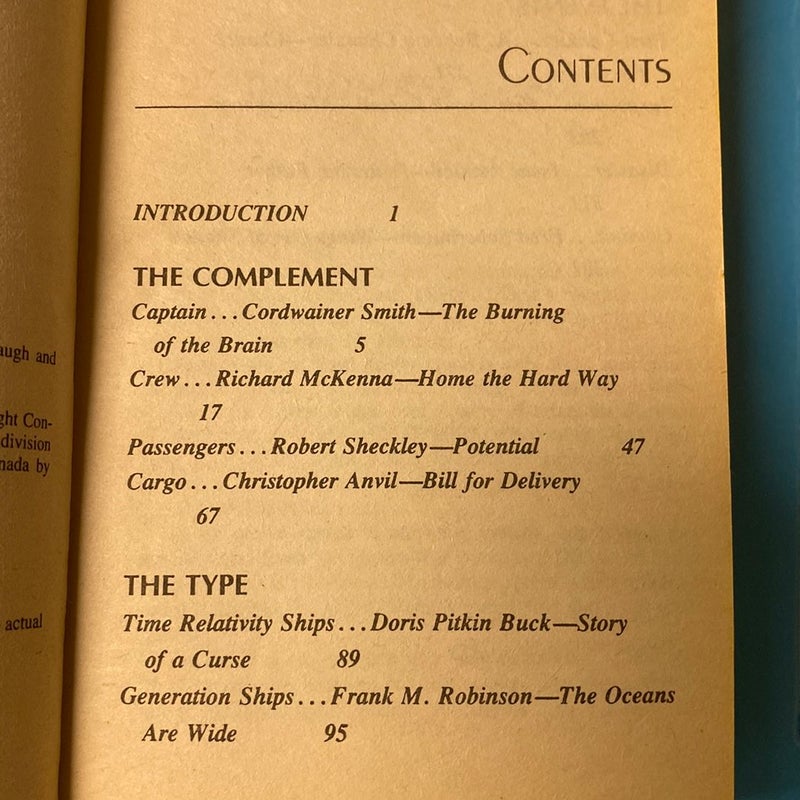 CONTENTS
INTRODUCTION 1
THE COMPLEMENT
Captain...Cordwainer Smith—The Burning
of the Brain 5
Crew...Richard McKenna—Home the Hard Way
17
Passengers...Robert Sheckley—Potential 47
Cargo...Christopher Anvil—Bill for Delivery
67
THE TYPE
Time Relativity Ships...Doris Pitkin Buck—Story
of a Curse 89
Generation Ships...Frank M. Robinson—The Oceans
Are Wide 95
augh and
ght Con-
division
nada by
actual